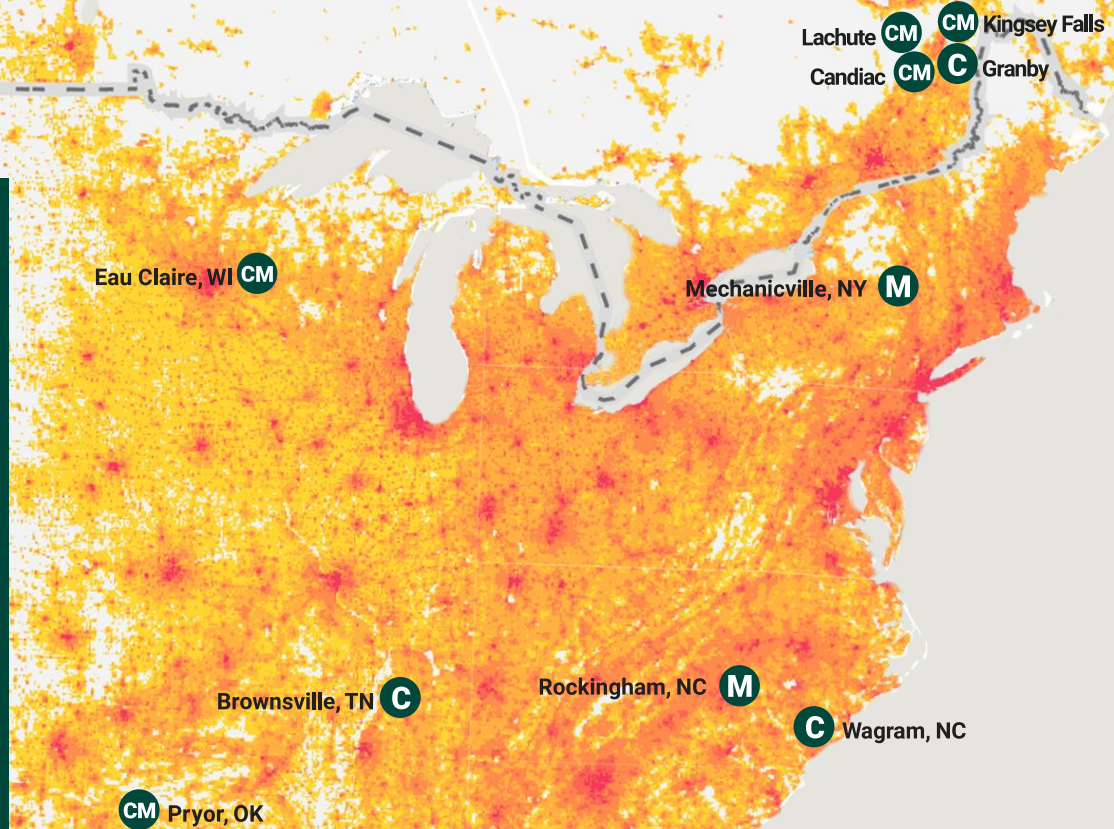 Lachute CM
CM Kingsey Falls
Candiac CM
C Granby
Eau Claire, WI CM
Mechanicville, NY M
Brownsville, TN C
Rockingham, NC M
C Wagram, NC
CM Pryor, OK